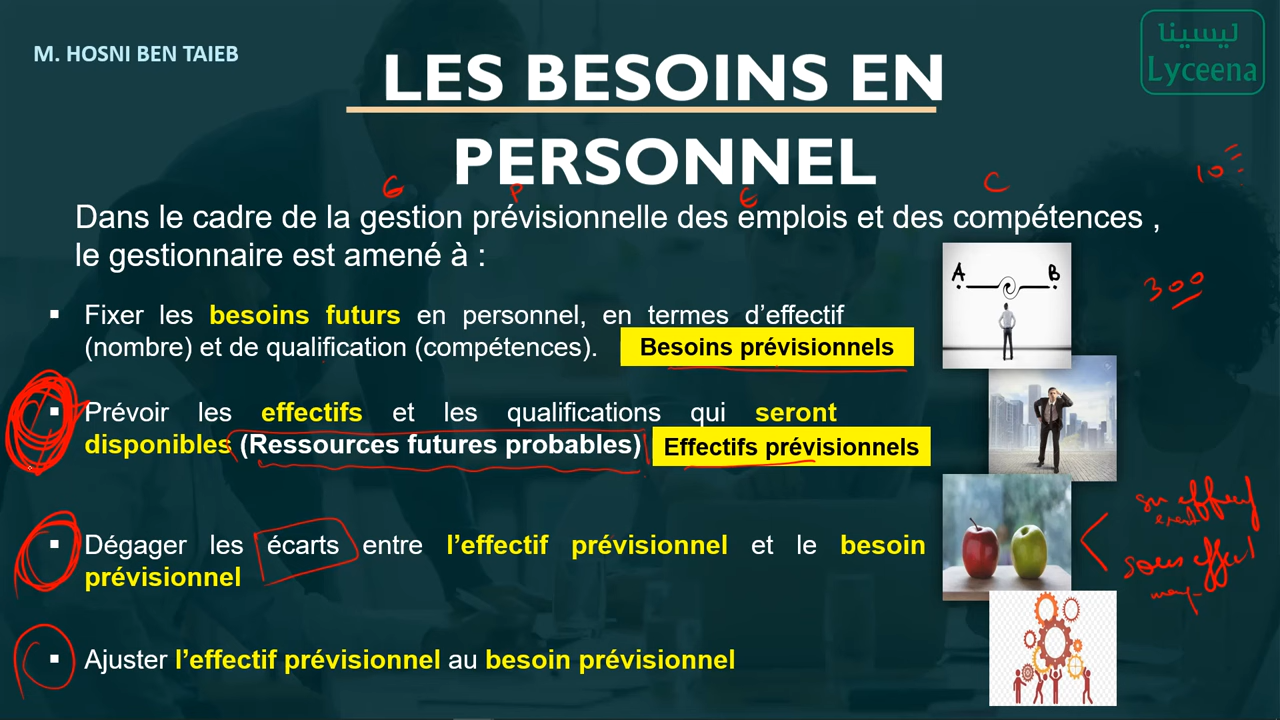 M. HOSNI BEN TAIEB
ليسينا
Lyceena
LES BESOINS EN
PERSONNEL
G P E C
10
Dans le cadre de la gestion prévisionnelle des emplois et des compétences ,
le gestionnaire est amené à :
A B
300
▪ Fixer les besoins futurs en personnel, en termes d'effectif
(nombre) et de qualification (compétences). Besoins prévisionnels
▪ Prévoir les effectifs et les qualifications qui seront
disponibles (Ressources futures probables) Effectifs prévisionnels
▪ Dégager les écarts entre l'effectif prévisionnel et le besoin
prévisionnel
sous effectif
▪ Ajuster l'effectif prévisionnel au besoin prévisionnel